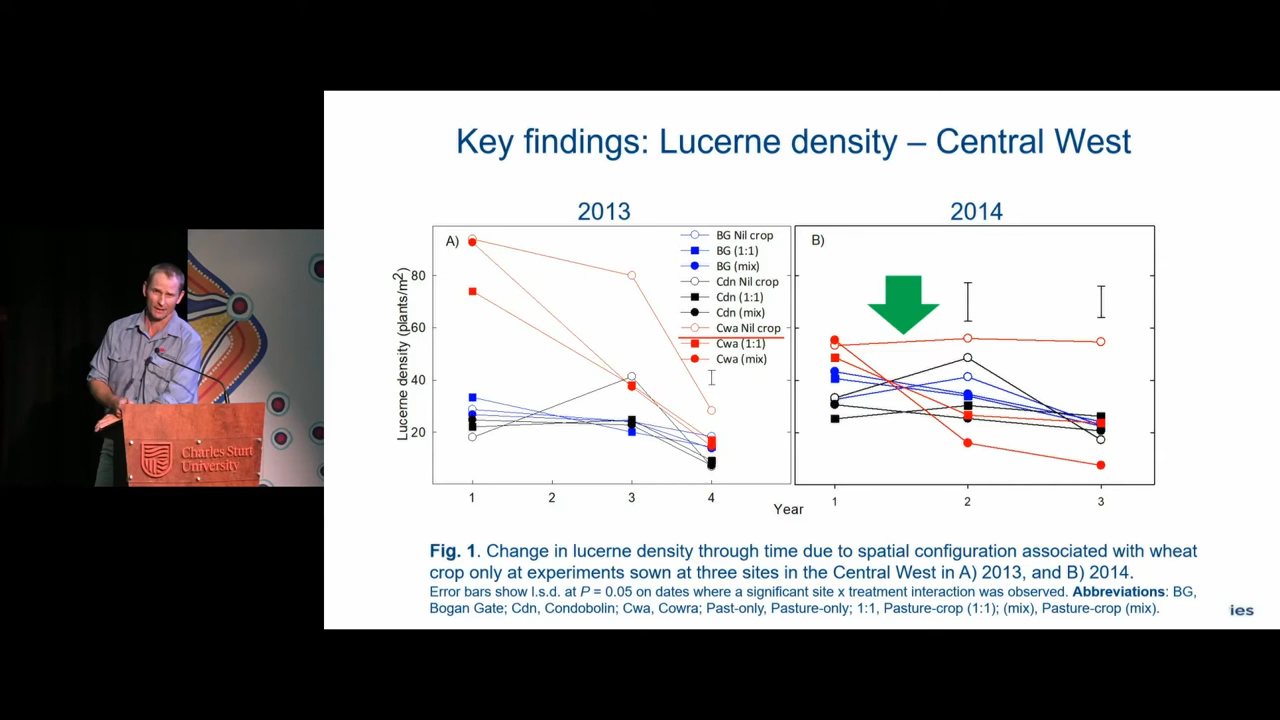 Key findings: Lucerne density – Central West
2013
2014
A)
B)
BG Nil crop
BG (1:1)
BG (mix)
Cdn Nil crop
Cdn (1:1)
Cdn (mix)
Cwa Nil crop
Cwa (1:1)
Cwa (mix)
Lucerne density (plants/m²)
80
60
40
20
1
2
3
4
1
2
3
Year
Fig. 1. Change in lucerne density through time due to spatial configuration associated with wheat
crop only at experiments sown at three sites in the Central West in A) 2013, and B) 2014.
Error bars show l.s.d. at P = 0.05 on dates where a significant site x treatment interaction was observed. Abbreviations: BG,
Bogan Gate; Cdn, Condobolin; Cwa, Cowra; Past-only, Pasture-only; 1:1, Pasture-crop (1:1); (mix), Pasture-crop (mix).
ies
Charles Sturt
University